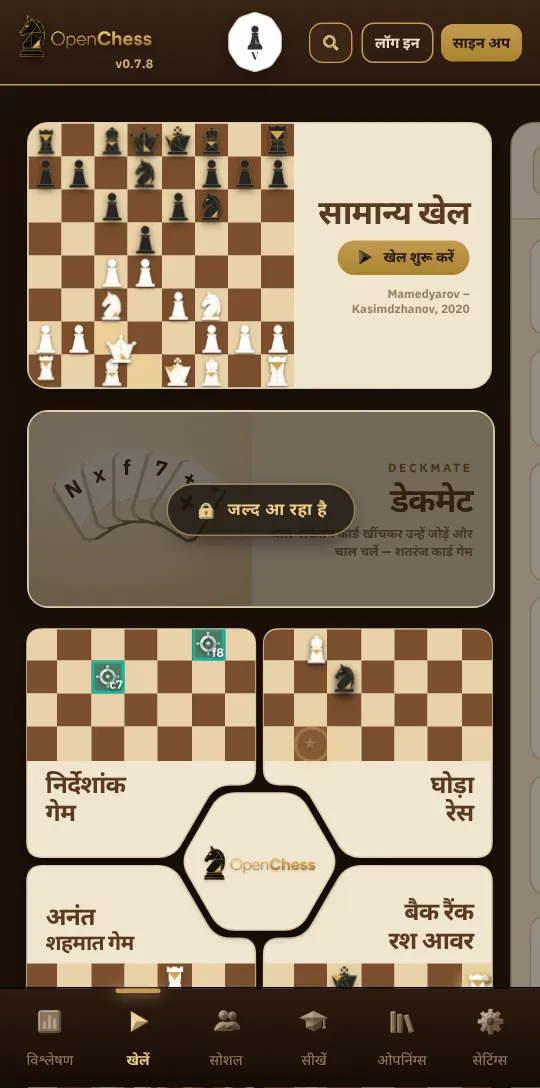 OpenChess
v0.7.8
V
लॉग इन
साइन अप
सामान्य खेल
खेल शुरू करें
Mamedyarov –
Kasimdzhanov, 2020
N x f 7 +
DECKMATE
डेकमेट
जल्द आ रहा है
कार्ड खींचकर उन्हें जोड़ें और
चाल चलें — शतरंज कार्ड गेम
f8
c7
निर्देशांक
गेम
घोड़ा
रेस
OpenChess
अनंत
शहमात गेम
बैक रैंक
रश आवर
विश्लेषण
खेलें
सोशल
सीखें
ओपनिंग्स
सेटिंग्स